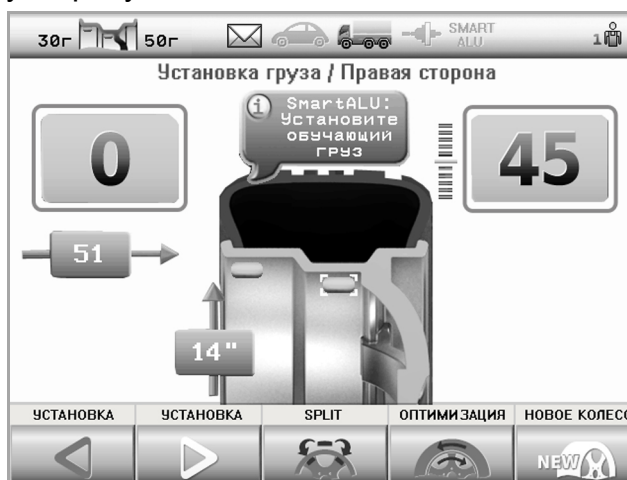 30г 50г SMART
ALU 1
Установка груза / Правая сторона
SmartALU:
Установите
обучающий
груз
0
45
51
14"
УСТАНОВКА УСТАНОВКА SPLIT ОПТИМИЗАЦИЯ НОВОЕ КОЛЕС
NEW